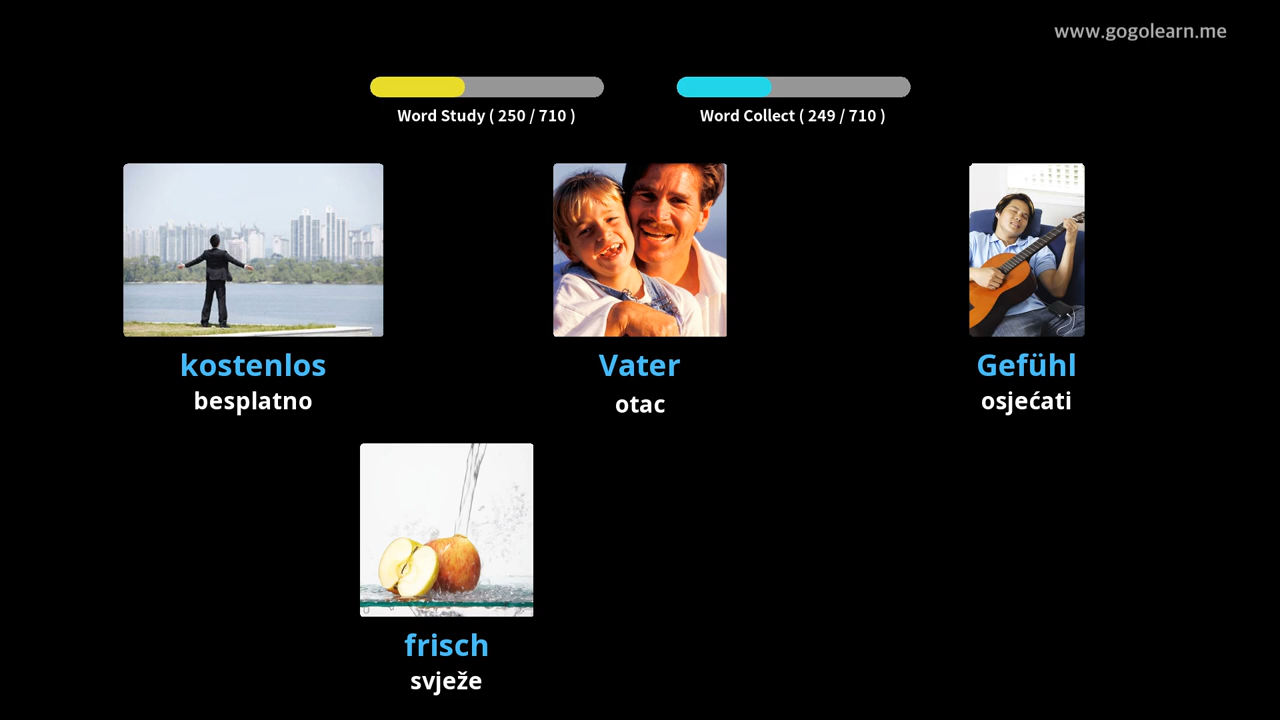 www.gogolearn.me
Word Study ( 250 / 710 )
Word Collect ( 249 / 710 )
kostenlos
besplatno
Vater
otac
Gefühl
osjećati
frisch
svježe